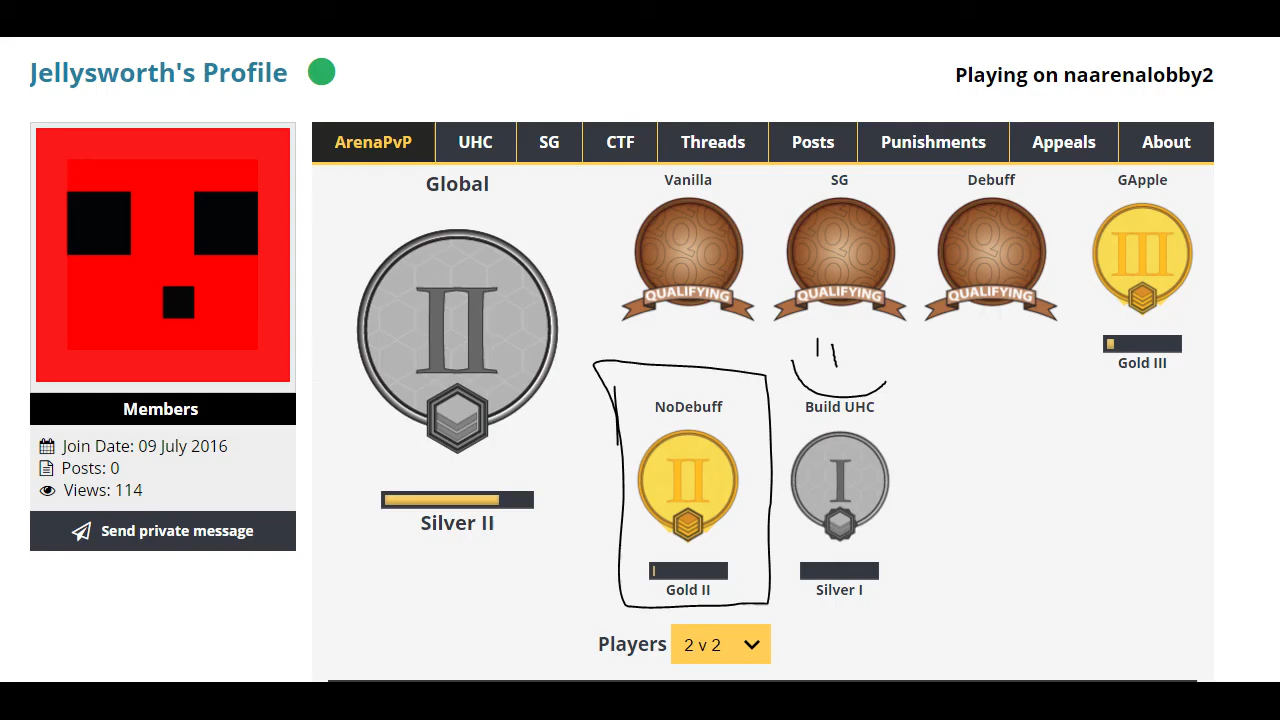 Jellysworth's Profile
Playing on naarenalobby2
ArenaPvP UHC SG CTF Threads Posts Punishments Appeals About
Members
Join Date: 09 July 2016
Posts: 0
Views: 114
Send private message
Global
II
Silver II
Vanilla SG Debuff GApple
QUALIFYING QUALIFYING QUALIFYING III
Gold III
NoDebuff Build UHC
II I
Gold II Silver I
Players 2 v 2